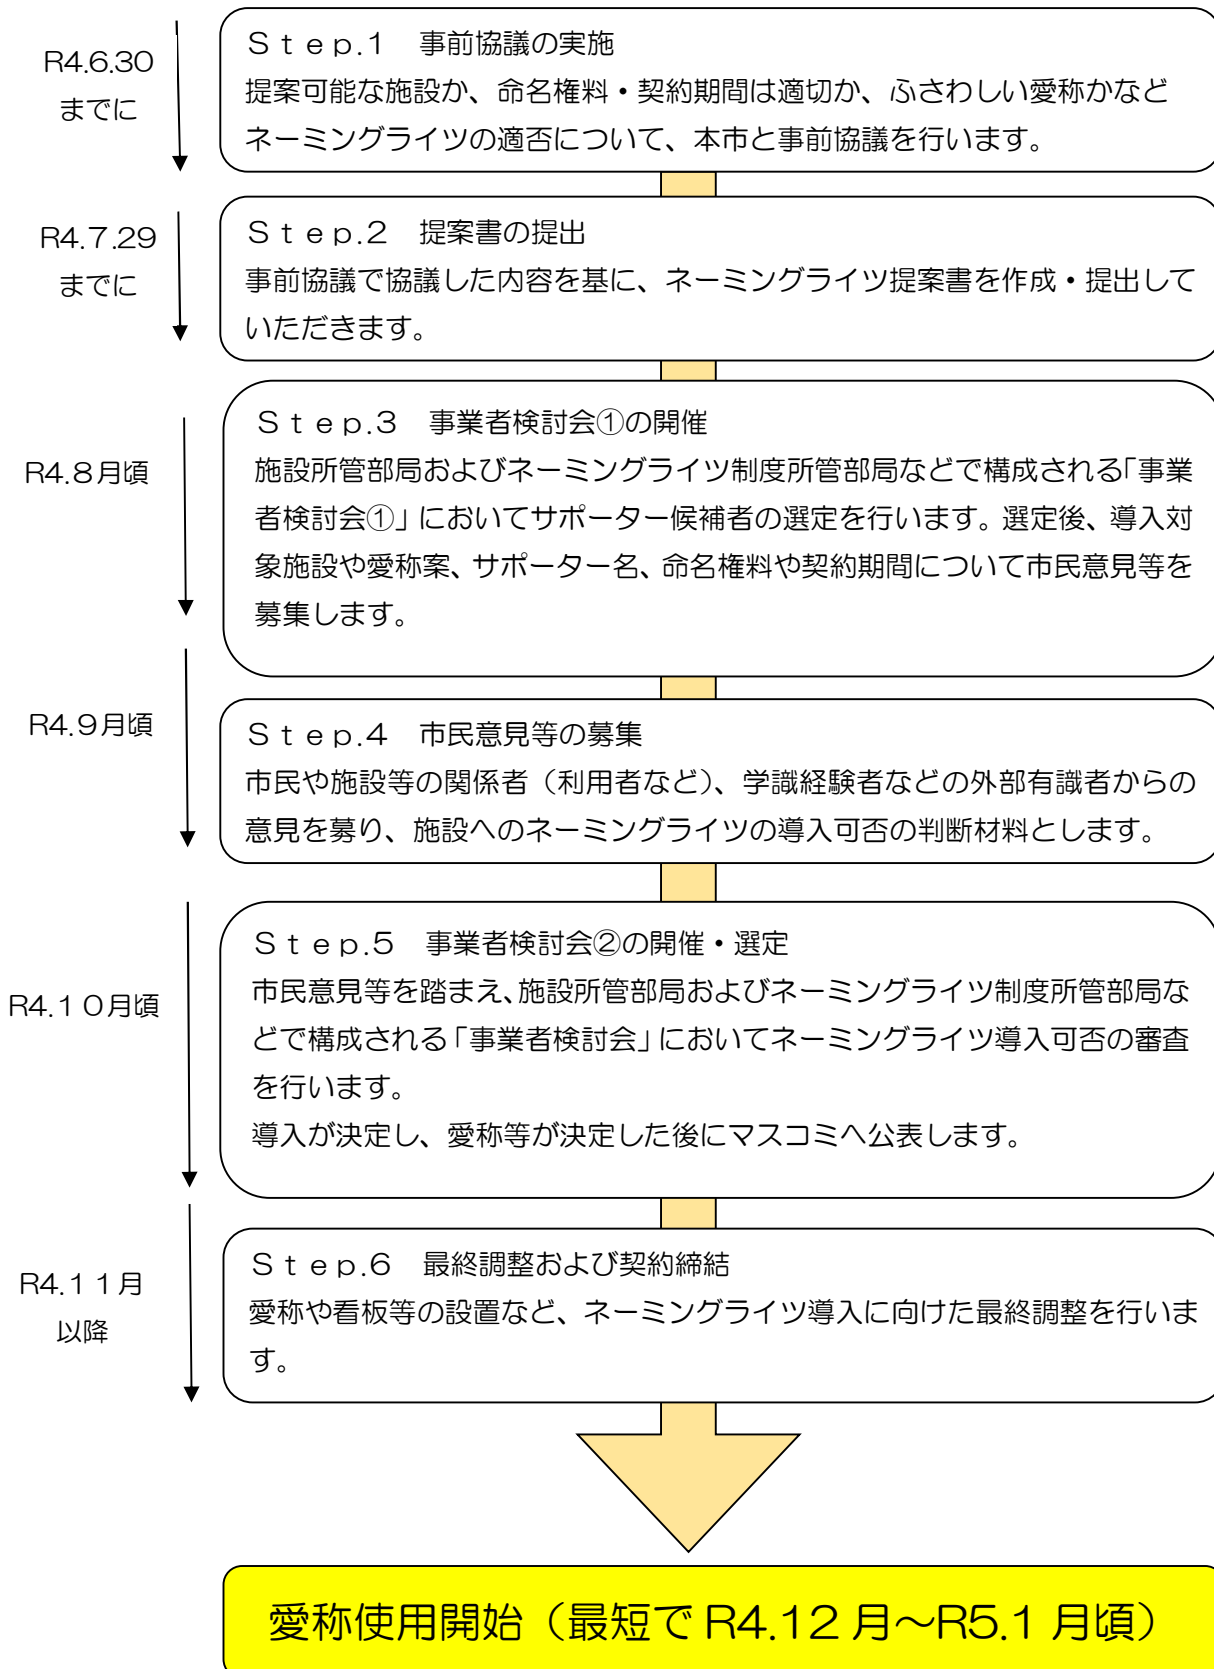 R4.6.30
までに
Ｓｔｅｐ.１　事前協議の実施
提案可能な施設か、命名権料・契約期間は適切か、ふさわしい愛称かなど
ネーミングライツの適否について、本市と事前協議を行います。
R4.7.29
までに
Ｓｔｅｐ.２　提案書の提出
事前協議で協議した内容を基に、ネーミングライツ提案書を作成・提出して
いただきます。
R4.８月頃
Ｓｔｅｐ.３　事業者検討会①の開催
施設所管部局およびネーミングライツ制度所管部局などで構成される「事業
者検討会①」においてサポーター候補者の選定を行います。選定後、導入対
象施設や愛称案、サポーター名、命名権料や契約期間について市民意見等を
募集します。
R4.９月頃
Ｓｔｅｐ.４　市民意見等の募集
市民や施設等の関係者（利用者など）、学識経験者などの外部有識者からの
意見を募り、施設へのネーミングライツの導入可否の判断材料とします。
R4.１０月頃
Ｓｔｅｐ.５　事業者検討会②の開催・選定
市民意見等を踏まえ、施設所管部局およびネーミングライツ制度所管部局な
どで構成される「事業者検討会」においてネーミングライツ導入可否の審査
を行います。
導入が決定し、愛称等が決定した後にマスコミへ公表します。
R4.１１月
以降
Ｓｔｅｐ.６　最終調整および契約締結
愛称や看板等の設置など、ネーミングライツ導入に向けた最終調整を行いま
す。
愛称使用開始（最短でR4.12月～R5.1月頃）